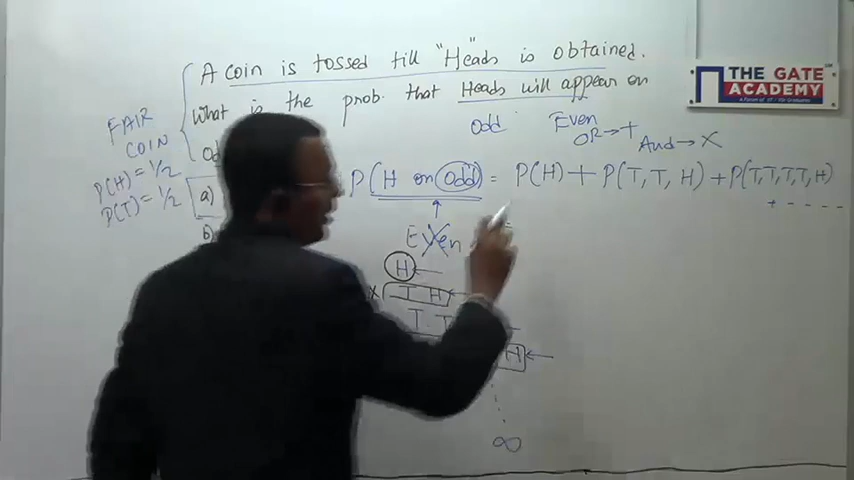 A coin is tossed till "Heads" is obtained.
What is the prob. that Heads will appear on
Od
odd
Even
OR → +
And → X
FAIR
COIN
P(H) = 1/2
P(T) = 1/2
a)
b)
P(H on Odd) = P(H) + P(T, T, H) + P(T, T, T, T, H)
+ - - - -
Even
=
H
X T H
T T
H
∞
THE GATE
ACADEMY